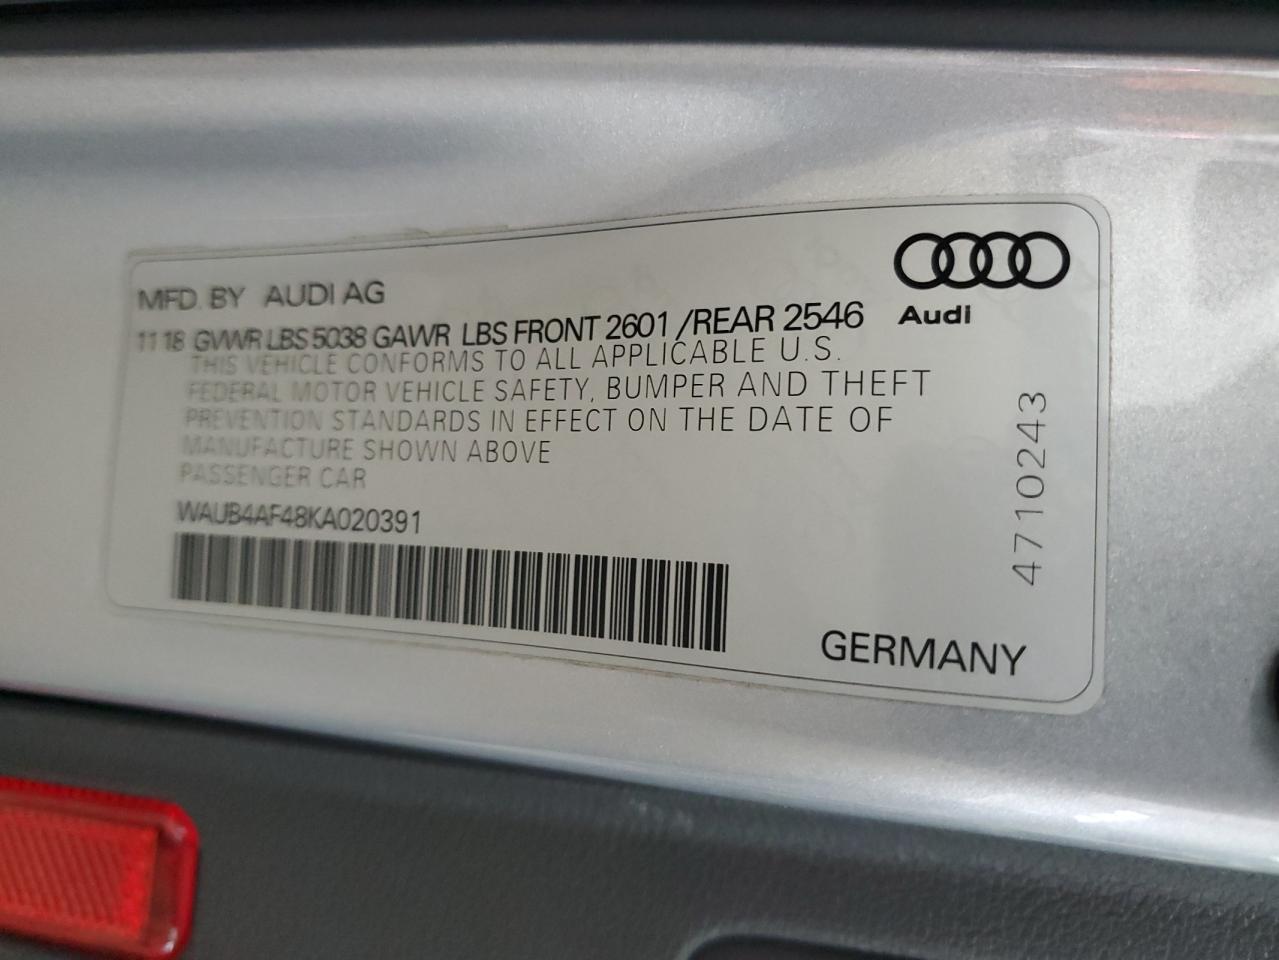 MFD. BY AUDI AG
Audi
11 18 GVWR LBS 5038 GAWR LBS FRONT 2601 /REAR 2546
THIS VEHICLE CONFORMS TO ALL APPLICABLE U.S.
FEDERAL MOTOR VEHICLE SAFETY, BUMPER AND THEFT
PREVENTION STANDARDS IN EFFECT ON THE DATE OF
MANUFACTURE SHOWN ABOVE
PASSENGER CAR
WAUB4AF48KA020391
GERMANY
4710243